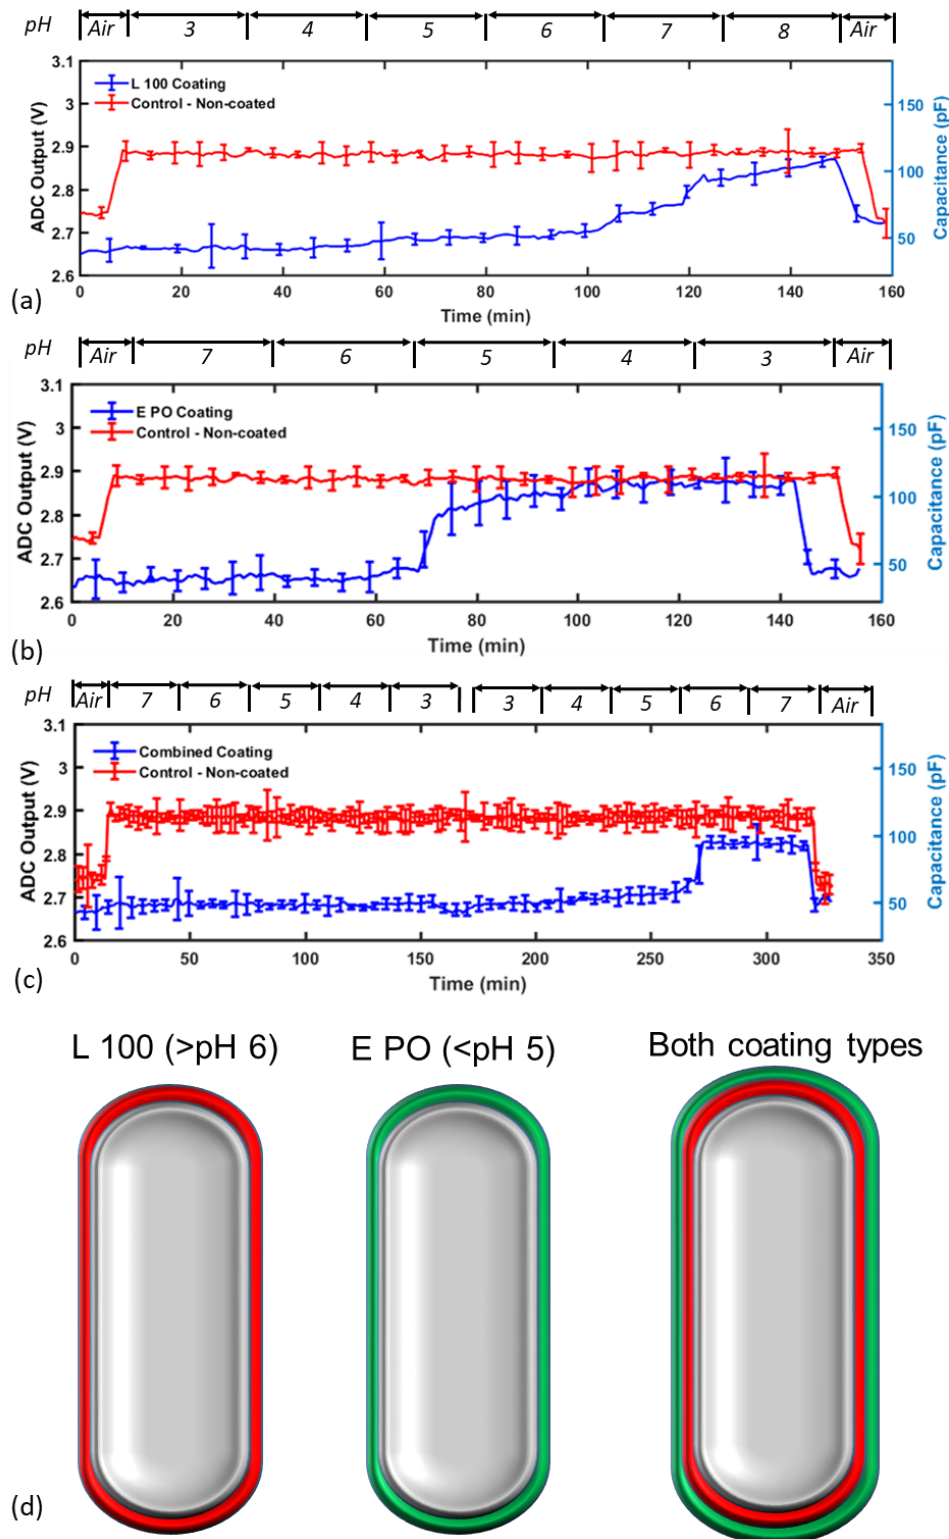 pH Air 3 4 5 6 7 8 Air
3.1
3
2.9
2.8
2.7
2.6
ADC Output (V)
L 100 Coating
Control - Non-coated
150
100
50
Capacitance (pF)
0 20 40 60 80 100 120 140 160
Time (min)
(a)
pH Air 7 6 5 4 3 Air
3.1
3
2.9
2.8
2.7
2.6
ADC Output (V)
E PO Coating
Control - Non-coated
150
100
50
Capacitance (pF)
0 20 40 60 80 100 120 140 160
Time (min)
(b)
pH Air 7 6 5 4 3 3 4 5 6 7 Air
3.1
3
2.9
2.8
2.7
2.6
ADC Output (V)
Combined Coating
Control - Non-coated
150
100
50
Capacitance (pF)
0 50 100 150 200 250 300 350
Time (min)
(c)
L 100 (>pH 6) E PO (<pH 5) Both coating types
(d)